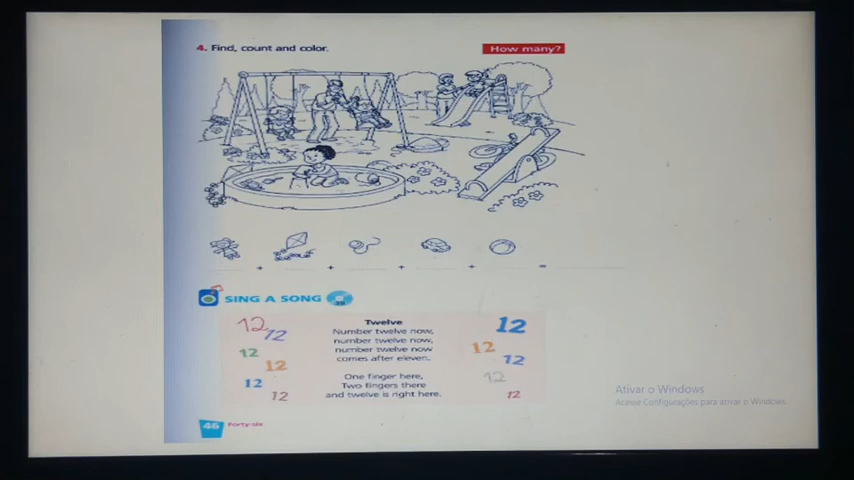 4. Find, count and color.
How many?
+ + + + =
SING A SONG
39
12
12
12
12
12
12
Twelve
Number twelve now,
number twelve now,
number twelve now
comes after eleven.
One finger here,
Two fingers there
and twelve is right here.
12
12
12
12
12
46 Forty-six
Ativar o Windows
Acesse Configurações para ativar o Windows.